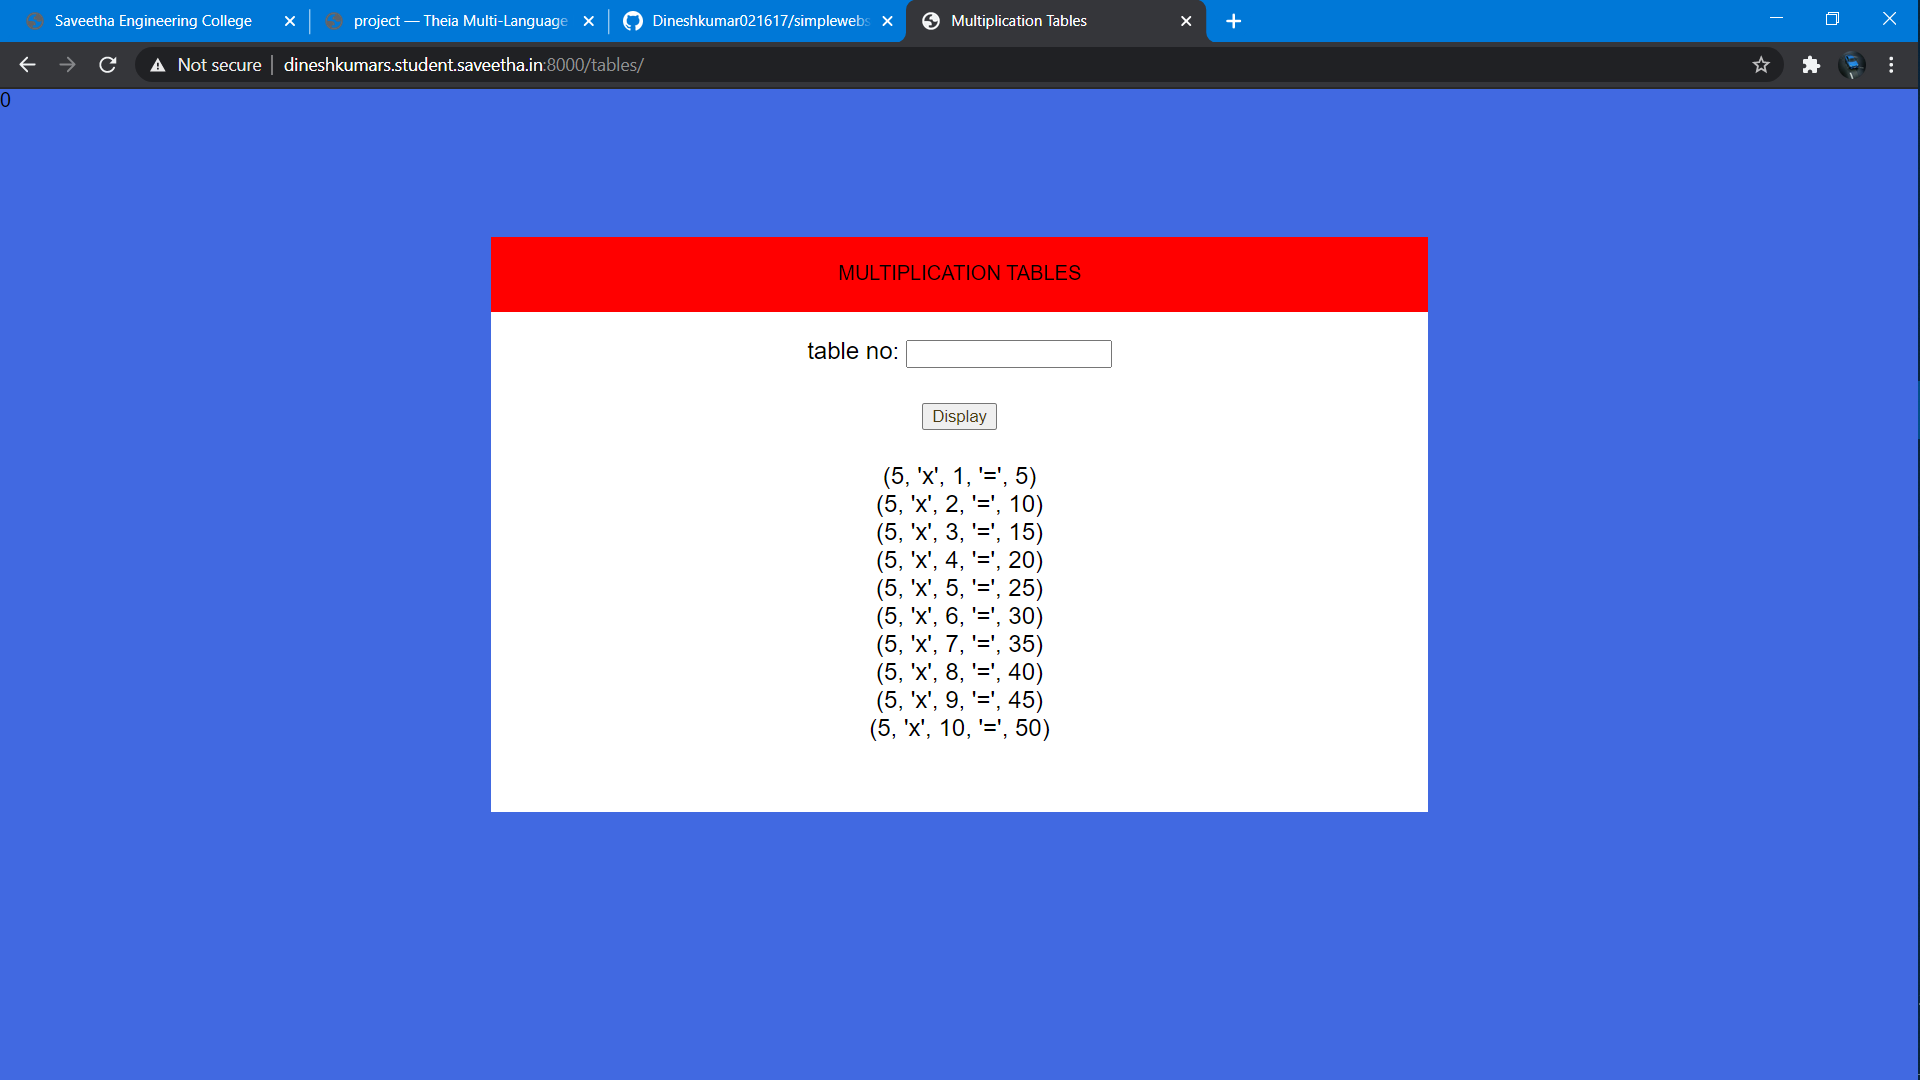 Saveetha Engineering College
project — Theia Multi-Language
Dineshkumar021617/simplewebs
Multiplication Tables
Not secure
dineshkumars.student.saveetha.in:8000/tables/
0
MULTIPLICATION TABLES
table no:
Display
(5, 'x', 1, '=', 5)
(5, 'x', 2, '=', 10)
(5, 'x', 3, '=', 15)
(5, 'x', 4, '=', 20)
(5, 'x', 5, '=', 25)
(5, 'x', 6, '=', 30)
(5, 'x', 7, '=', 35)
(5, 'x', 8, '=', 40)
(5, 'x', 9, '=', 45)
(5, 'x', 10, '=', 50)